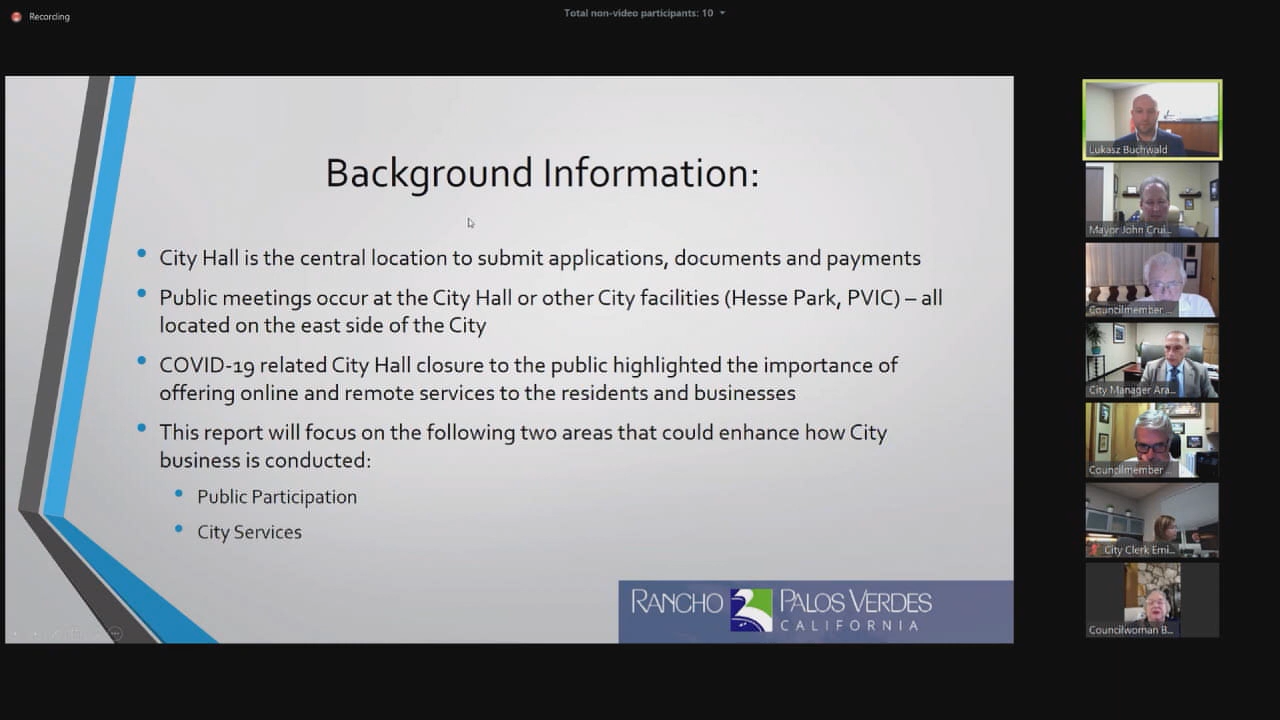 Recording
Total non-video participants: 10
Background Information:
City Hall is the central location to submit applications, documents and payments
Public meetings occur at the City Hall or other City facilities (Hesse Park, PVIC) – all
located on the east side of the City
COVID-19 related City Hall closure to the public highlighted the importance of
offering online and remote services to the residents and businesses
This report will focus on the following two areas that could enhance how City
business is conducted:
Public Participation
City Services
RANCHO PALOS VERDES
CALIFORNIA
Lukasz Buchwald
Mayor John Crui...
Councilmember ...
City Manager Ara...
Councilmember ...
City Clerk Emi...
Councilwoman B...